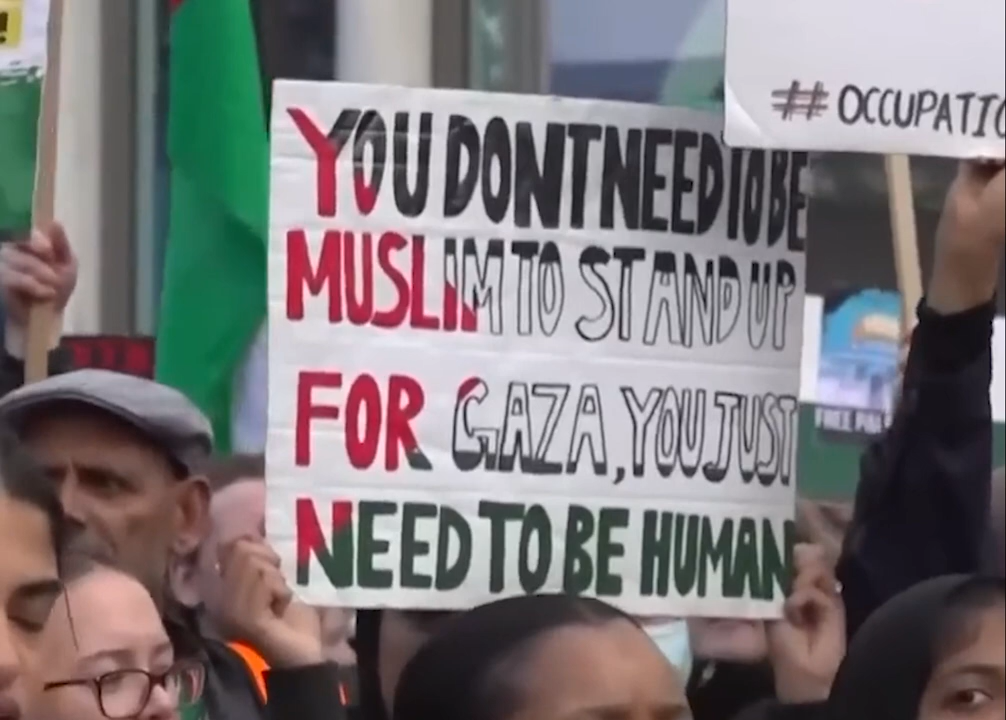 # OCCUPATIO
YOU DONT NEED TO BE
MUSLIM TO STAND UP
FOR GAZA, YOU JUST
NEED TO BE HUMAN
FREE PAL